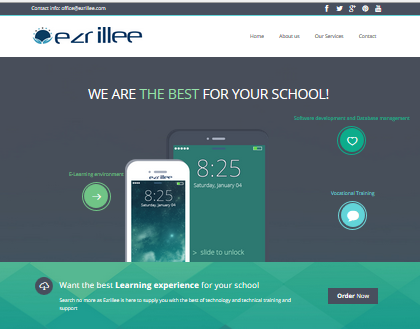 Contact info: office@ezrillee.com
ezrillee
Home About us Our Services Contact
WE ARE THE BEST FOR YOUR SCHOOL!
Software development and Database management
E-Learning environment
Vocational Training
ezrillee
8:25
Saturday, January 04
8:25
Saturday, January 04
> slide to unlock
Want the best Learning experience for your school
Search no more as Ezrillee is here to supply you with the best of technology and technical training and
support
Order Now